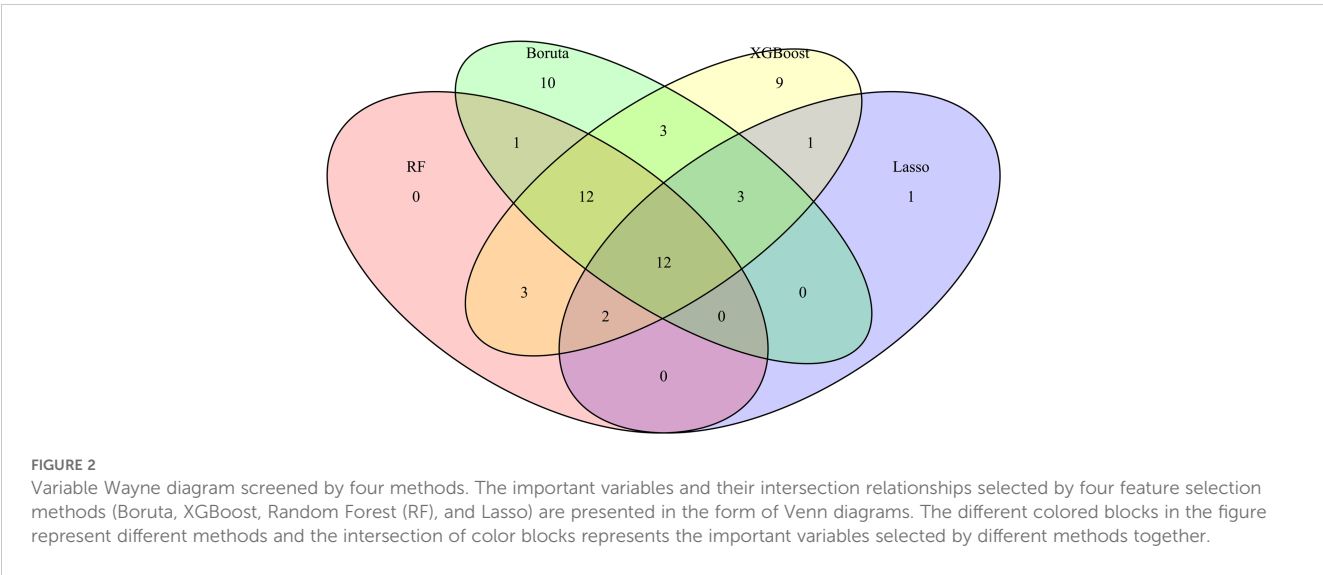 Boruta
XGBoost
10
9
3
1
1
RF
Lasso
0
12
3
1
12
3
0
2
0
0
FIGURE 2
Variable Wayne diagram screened by four methods. The important variables and their intersection relationships selected by four feature selection
methods (Boruta, XGBoost, Random Forest (RF), and Lasso) are presented in the form of Venn diagrams. The different colored blocks in the figure
represent different methods and the intersection of color blocks represents the important variables selected by different methods together.